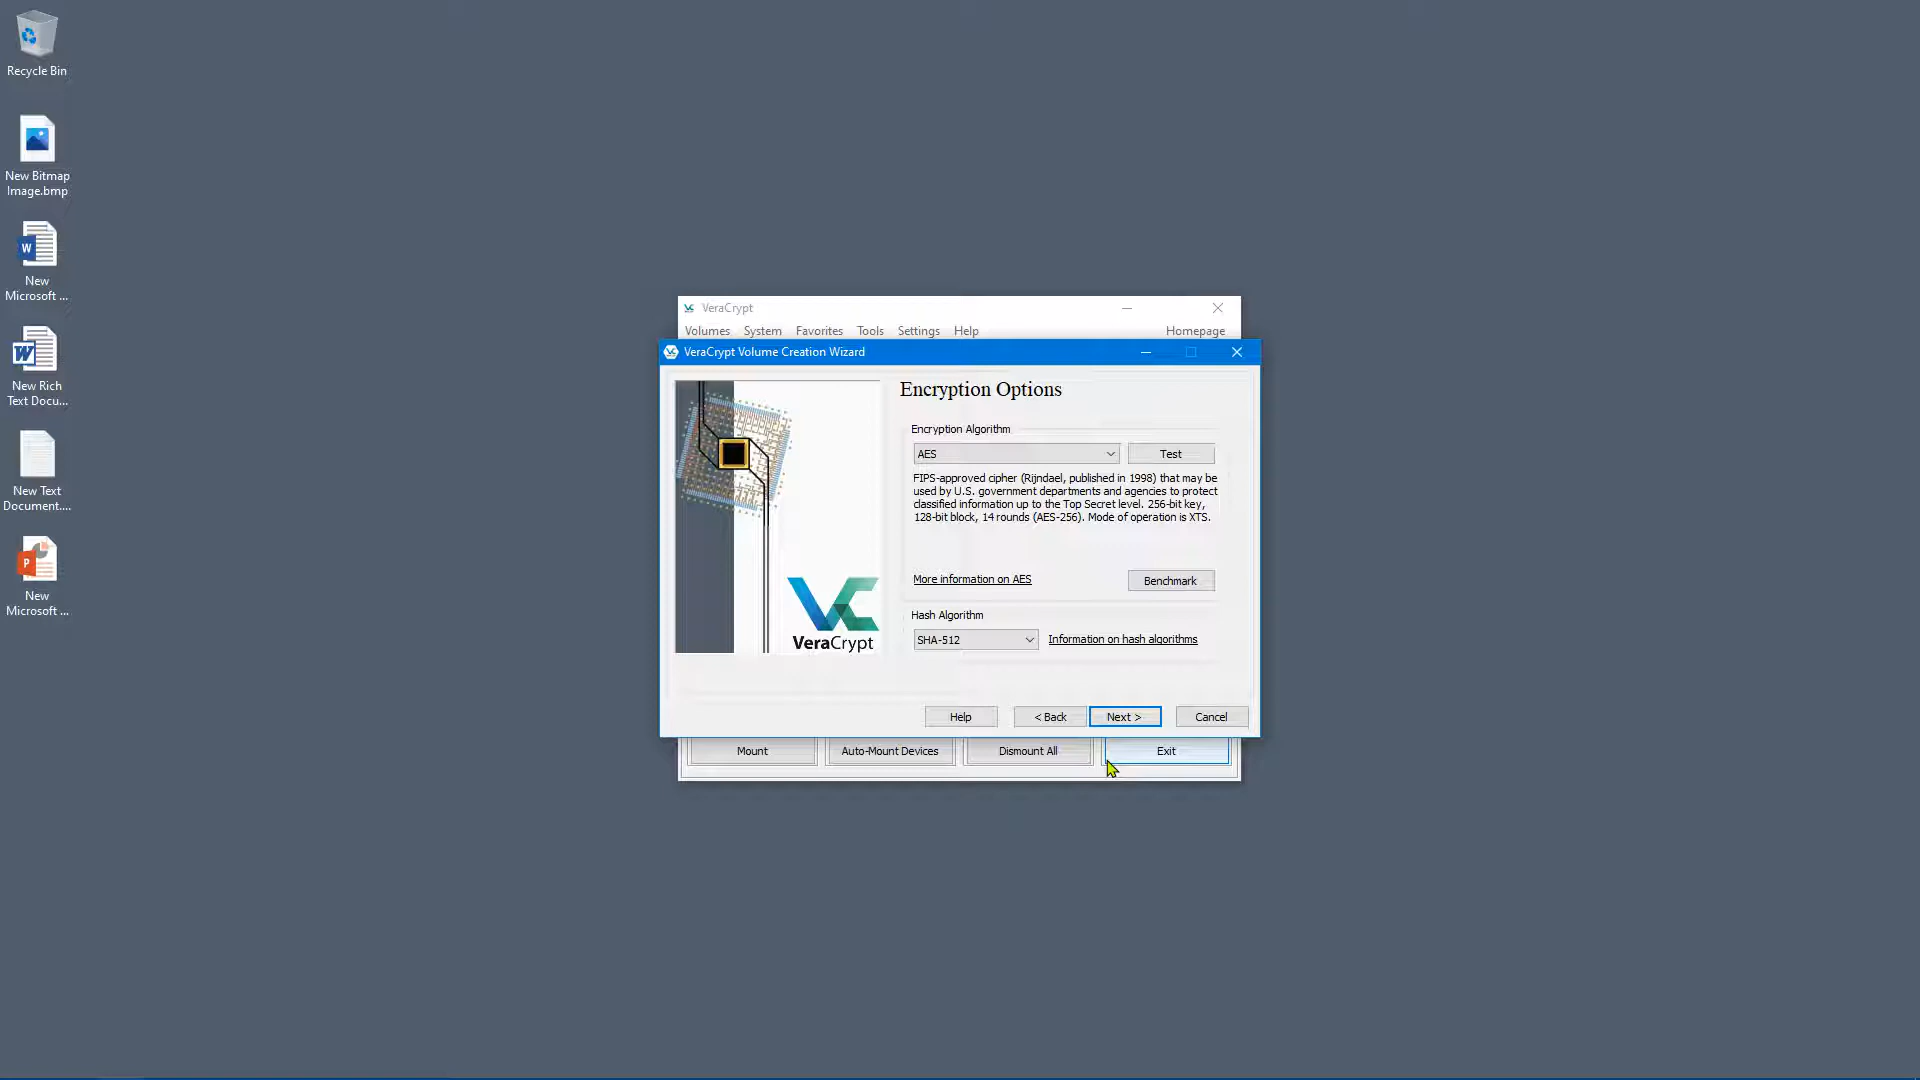 Recycle Bin
New Bitmap
Image.bmp
New
Microsoft ...
New Rich
Text Docu...
New Text
Document....
New
Microsoft ...
VeraCrypt
Volumes System Favorites Tools Settings Help Homepage
VeraCrypt Volume Creation Wizard
Encryption Options
Encryption Algorithm
AES Test
FIPS-approved cipher (Rijndael, published in 1998) that may be
used by U.S. government departments and agencies to protect
classified information up to the Top Secret level. 256-bit key,
128-bit block, 14 rounds (AES-256). Mode of operation is XTS.
More information on AES Benchmark
Hash Algorithm
SHA-512 Information on hash algorithms
VeraCrypt
Help < Back Next > Cancel
Mount Auto-Mount Devices Dismount All Exit